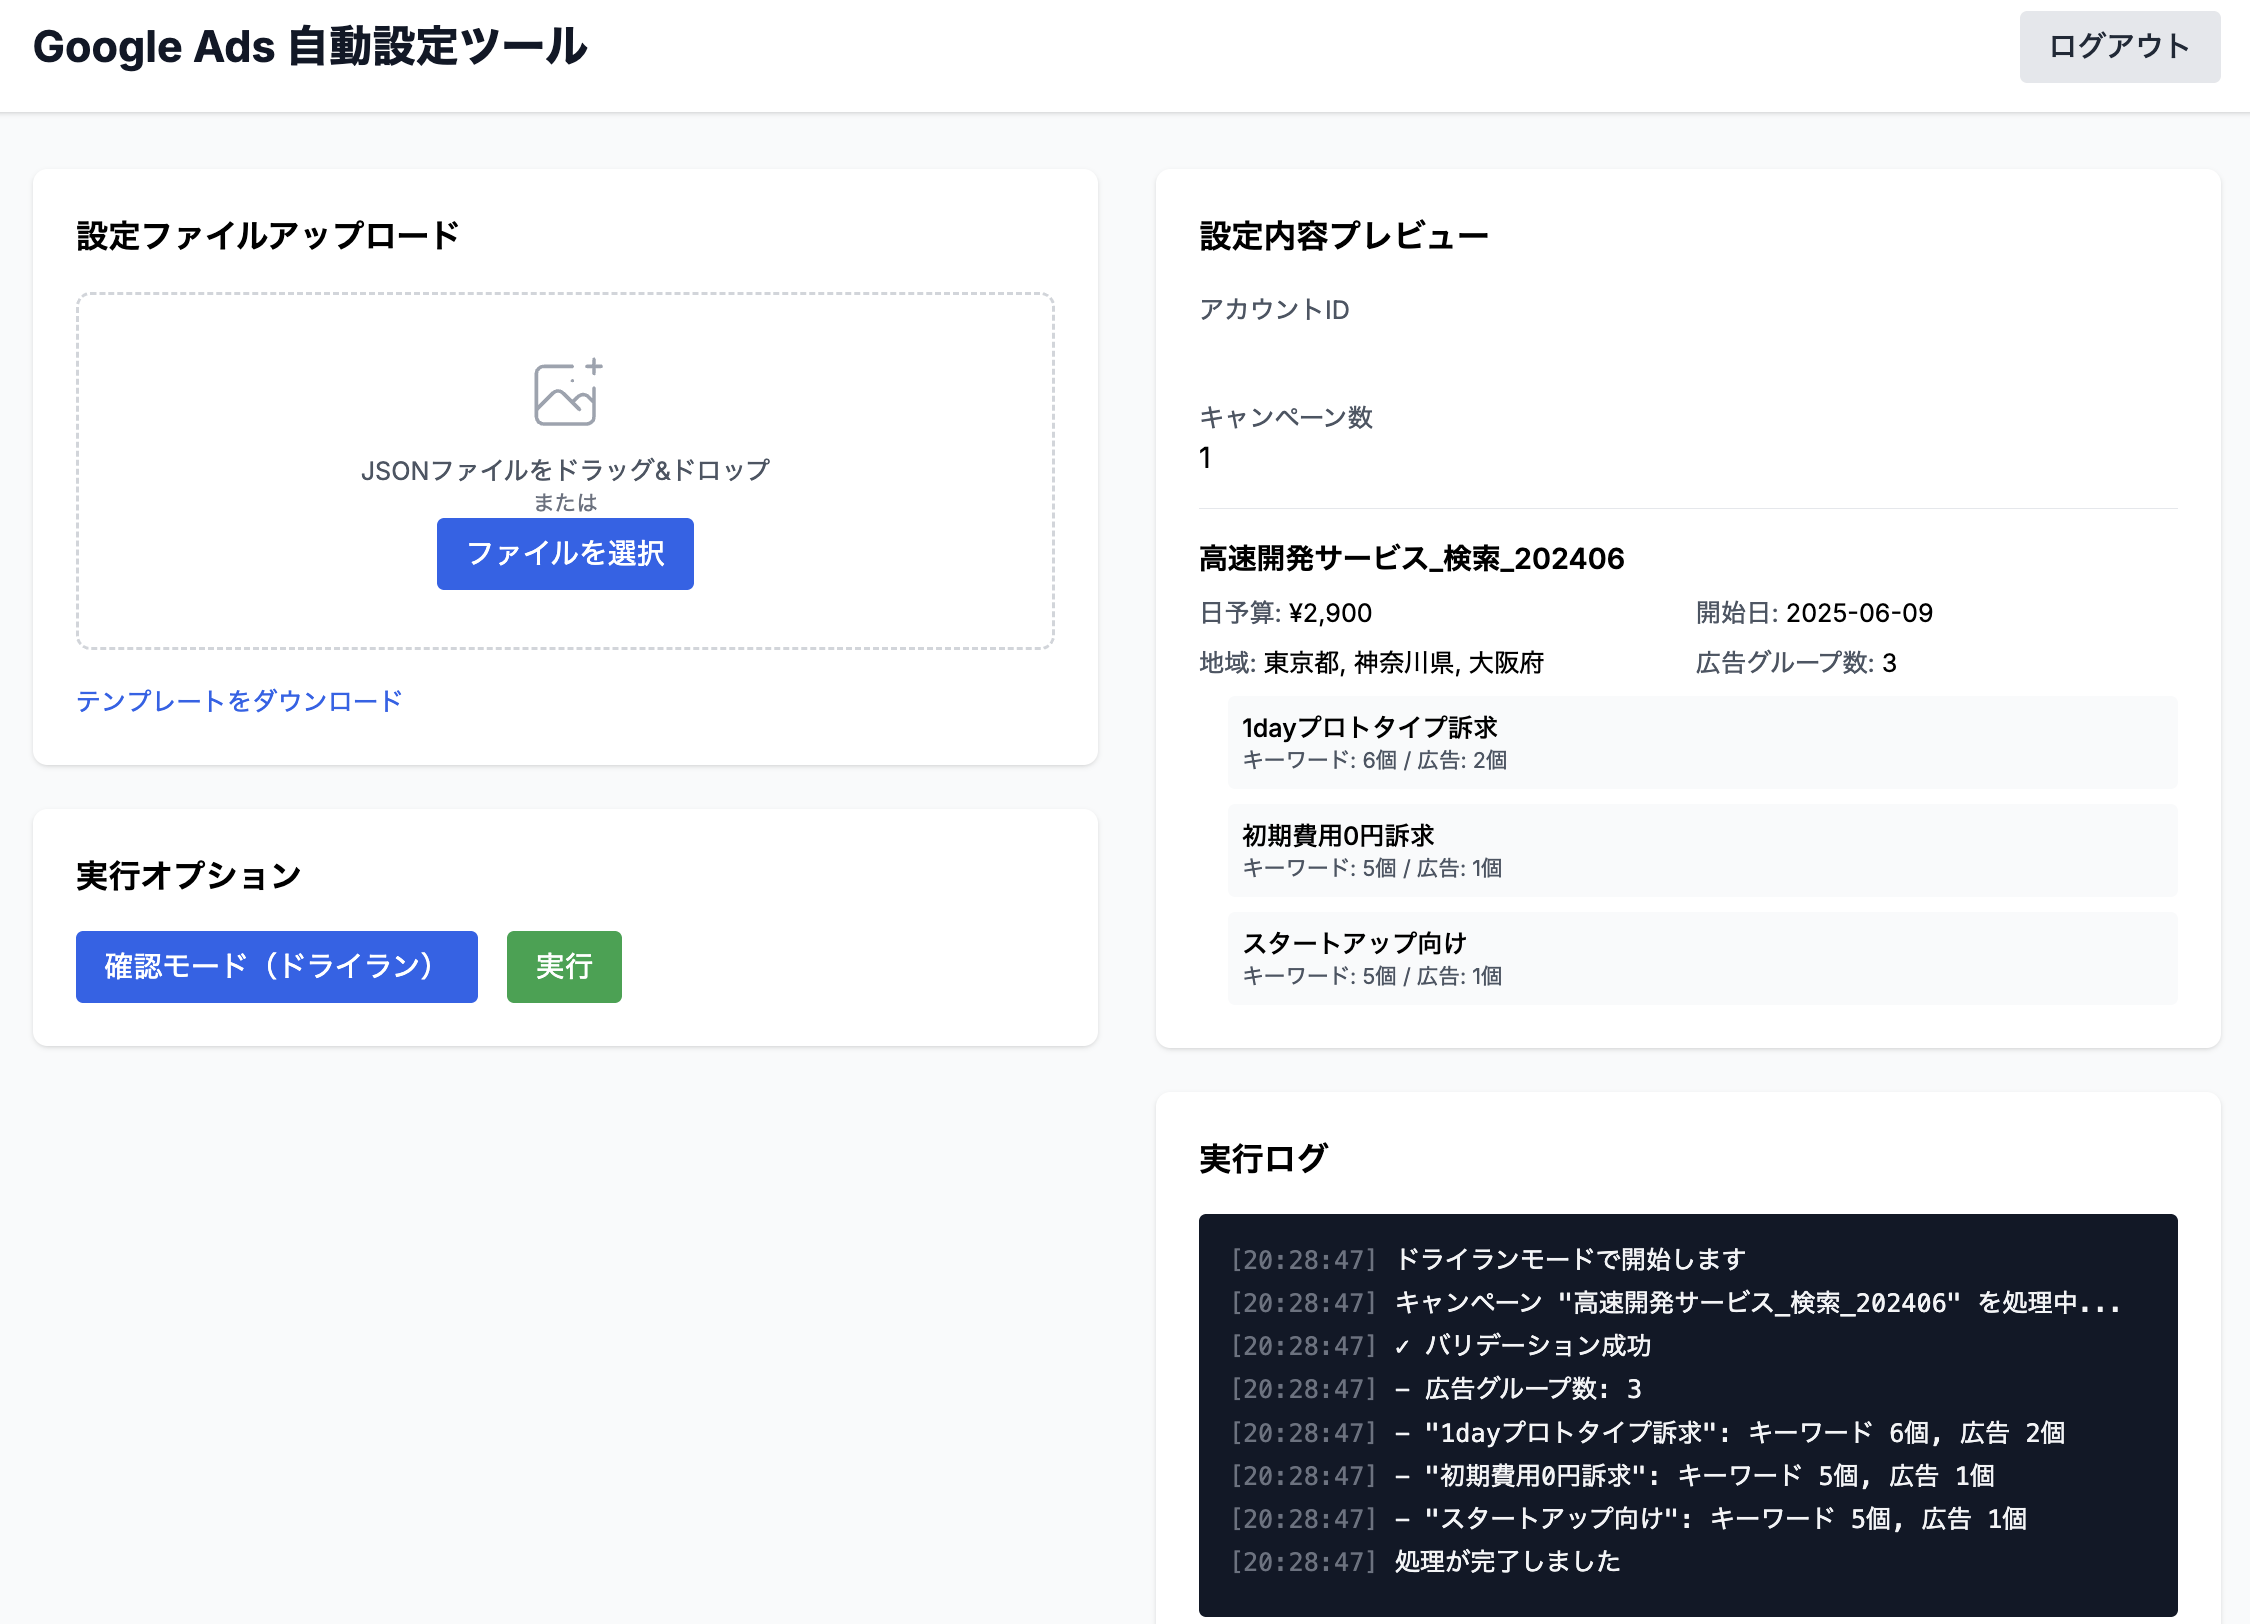 Google Ads 自動設定ツール
ログアウト
設定ファイルアップロード
JSONファイルをドラッグ&ドロップ
または
ファイルを選択
テンプレートをダウンロード
実行オプション
確認モード（ドライラン）
実行
設定内容プレビュー
アカウントID
キャンペーン数
1
高速開発サービス_検索_202406
日予算: ¥2,900
開始日: 2025-06-09
地域: 東京都, 神奈川県, 大阪府
広告グループ数: 3
1dayプロトタイプ訴求
キーワード: 6個 / 広告: 2個
初期費用0円訴求
キーワード: 5個 / 広告: 1個
スタートアップ向け
キーワード: 5個 / 広告: 1個
実行ログ
[20:28:47] ドライランモードで開始します
[20:28:47] キャンペーン "高速開発サービス_検索_202406" を処理中...
[20:28:47] ✓ バリデーション成功
[20:28:47] – 広告グループ数: 3
[20:28:47] – "1dayプロトタイプ訴求": キーワード 6個, 広告 2個
[20:28:47] – "初期費用0円訴求": キーワード 5個, 広告 1個
[20:28:47] – "スタートアップ向け": キーワード 5個, 広告 1個
[20:28:47] 処理が完了しました